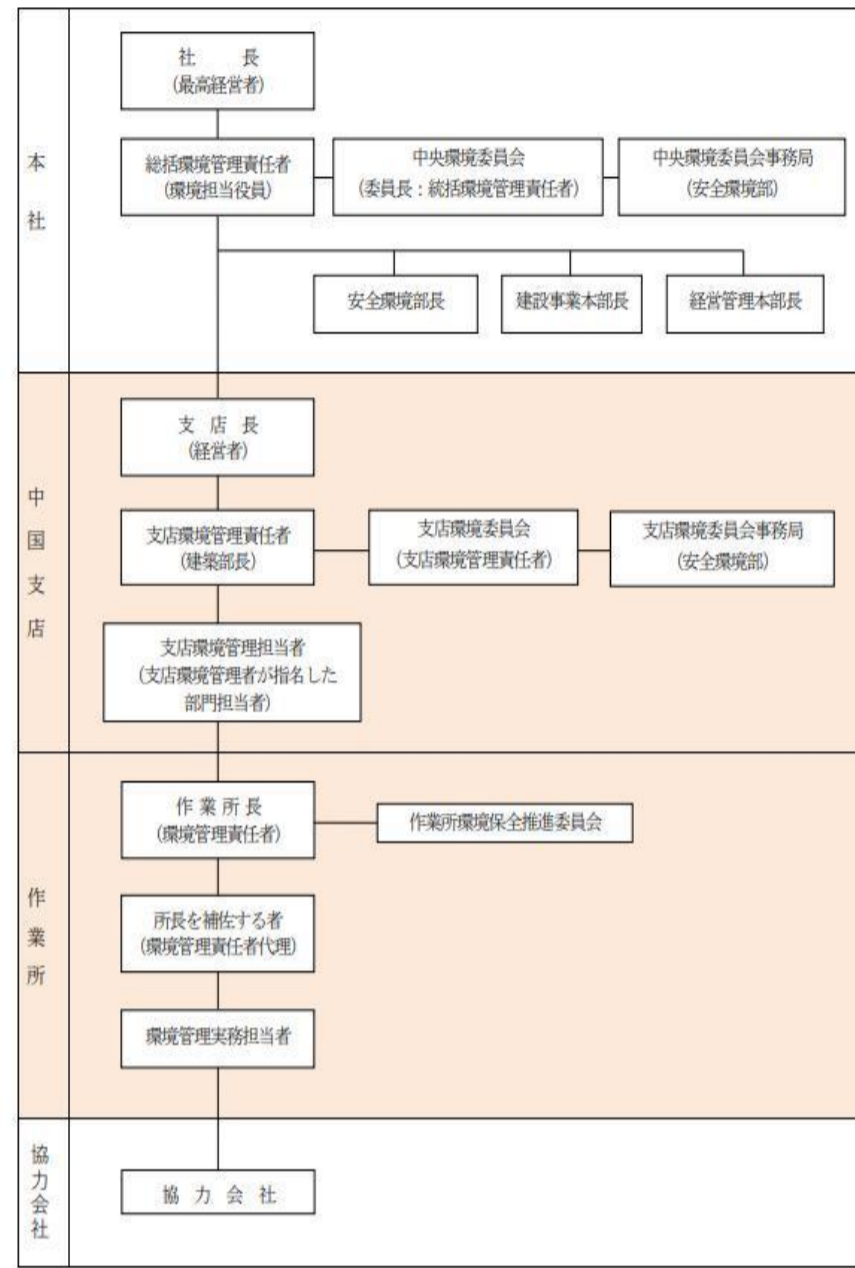 本社
社　長
(最高経営者)
総括環境管理責任者
(環境担当役員)
中央環境委員会
(委員長：統括環境管理責任者)
中央環境委員会事務局
(安全環境部)
安全環境部長
建設事業本部長
経営管理本部長
中国支店
支店長
(経営者)
支店環境管理責任者
(建築部長)
支店環境委員会
(支店環境管理責任者)
支店環境委員会事務局
(安全環境部)
支店環境管理担当者
(支店環境管理者が指名した
部門担当者)
作業所
作業所長
(環境管理責任者)
作業所環境保全推進委員会
所長を補佐する者
(環境管理責任者代理)
環境管理実務担当者
協力会社
協力会社